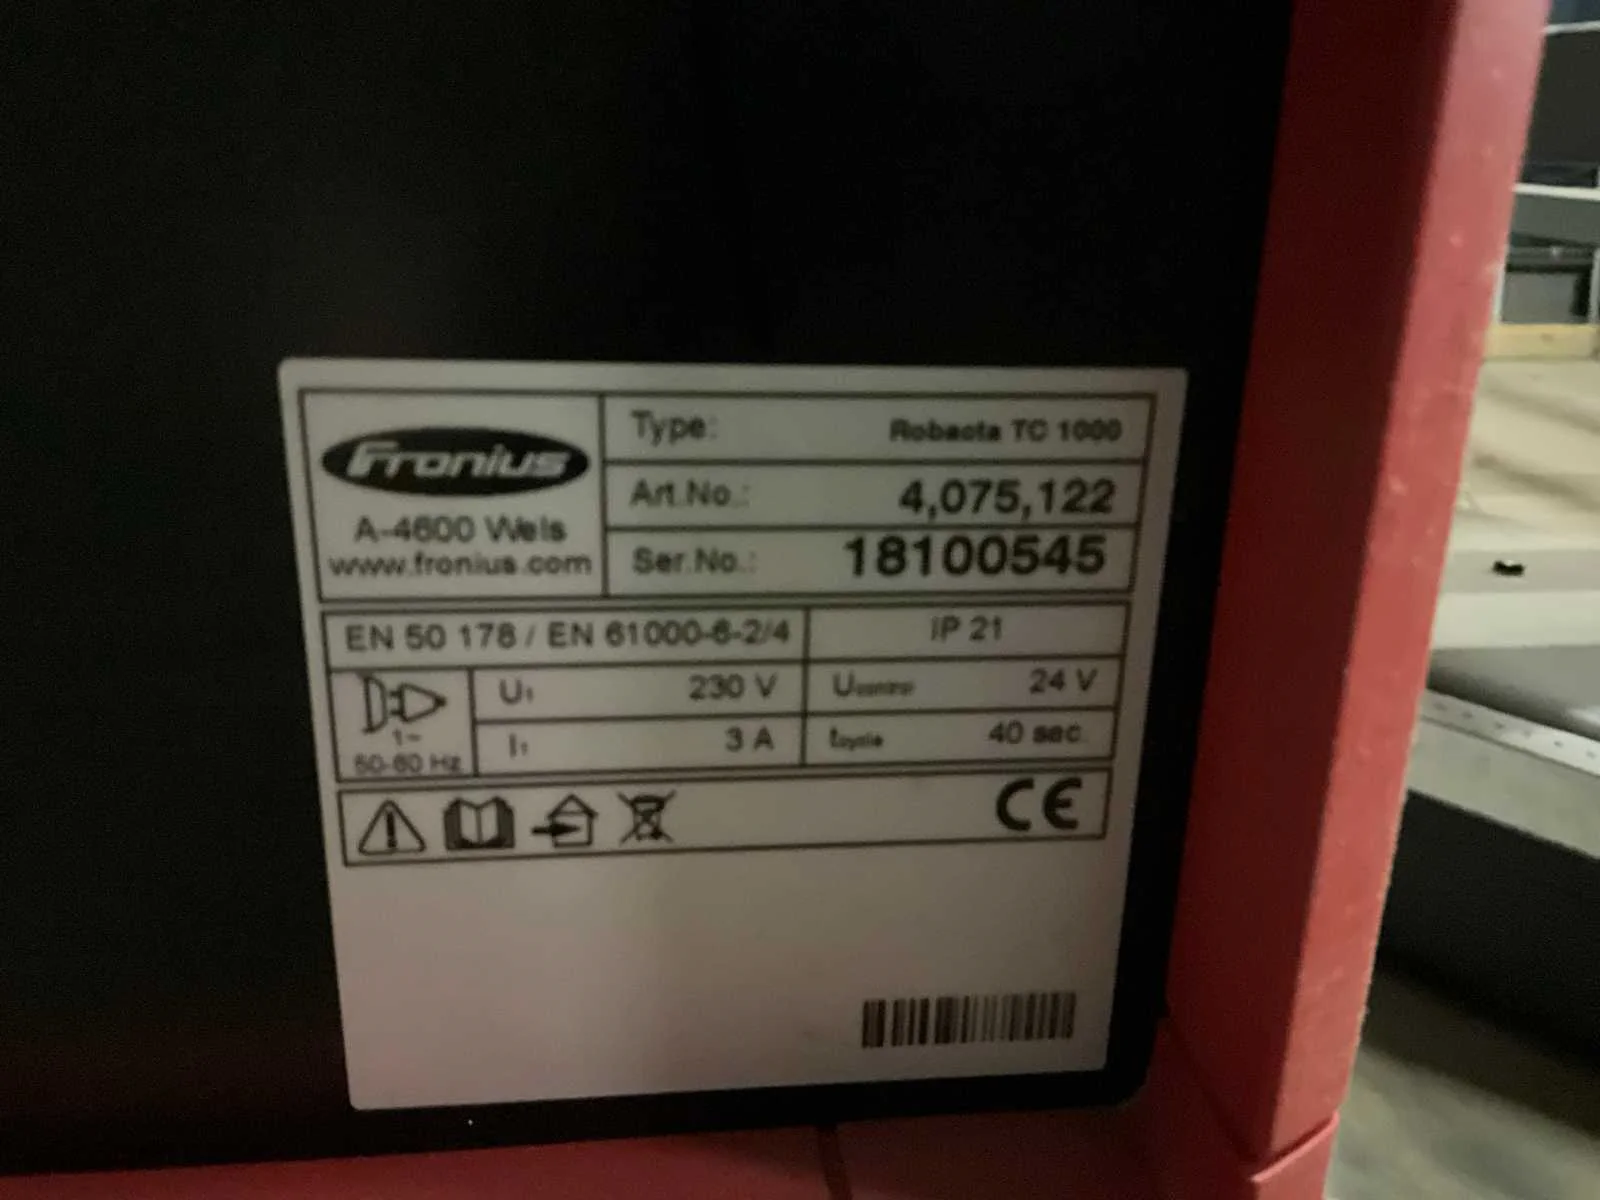 Fronius
A-4600 Wels
www.fronius.com
Type: Robacta TC 1000
Art.No.: 4,075,122
Ser.No.: 18100545
EN 50 178 / EN 61000-6-2/4
IP 21
1~
50-60 Hz
U1 230 V
I1 3 A
Ucontrol 24 V
tcycle 40 sec.
CE